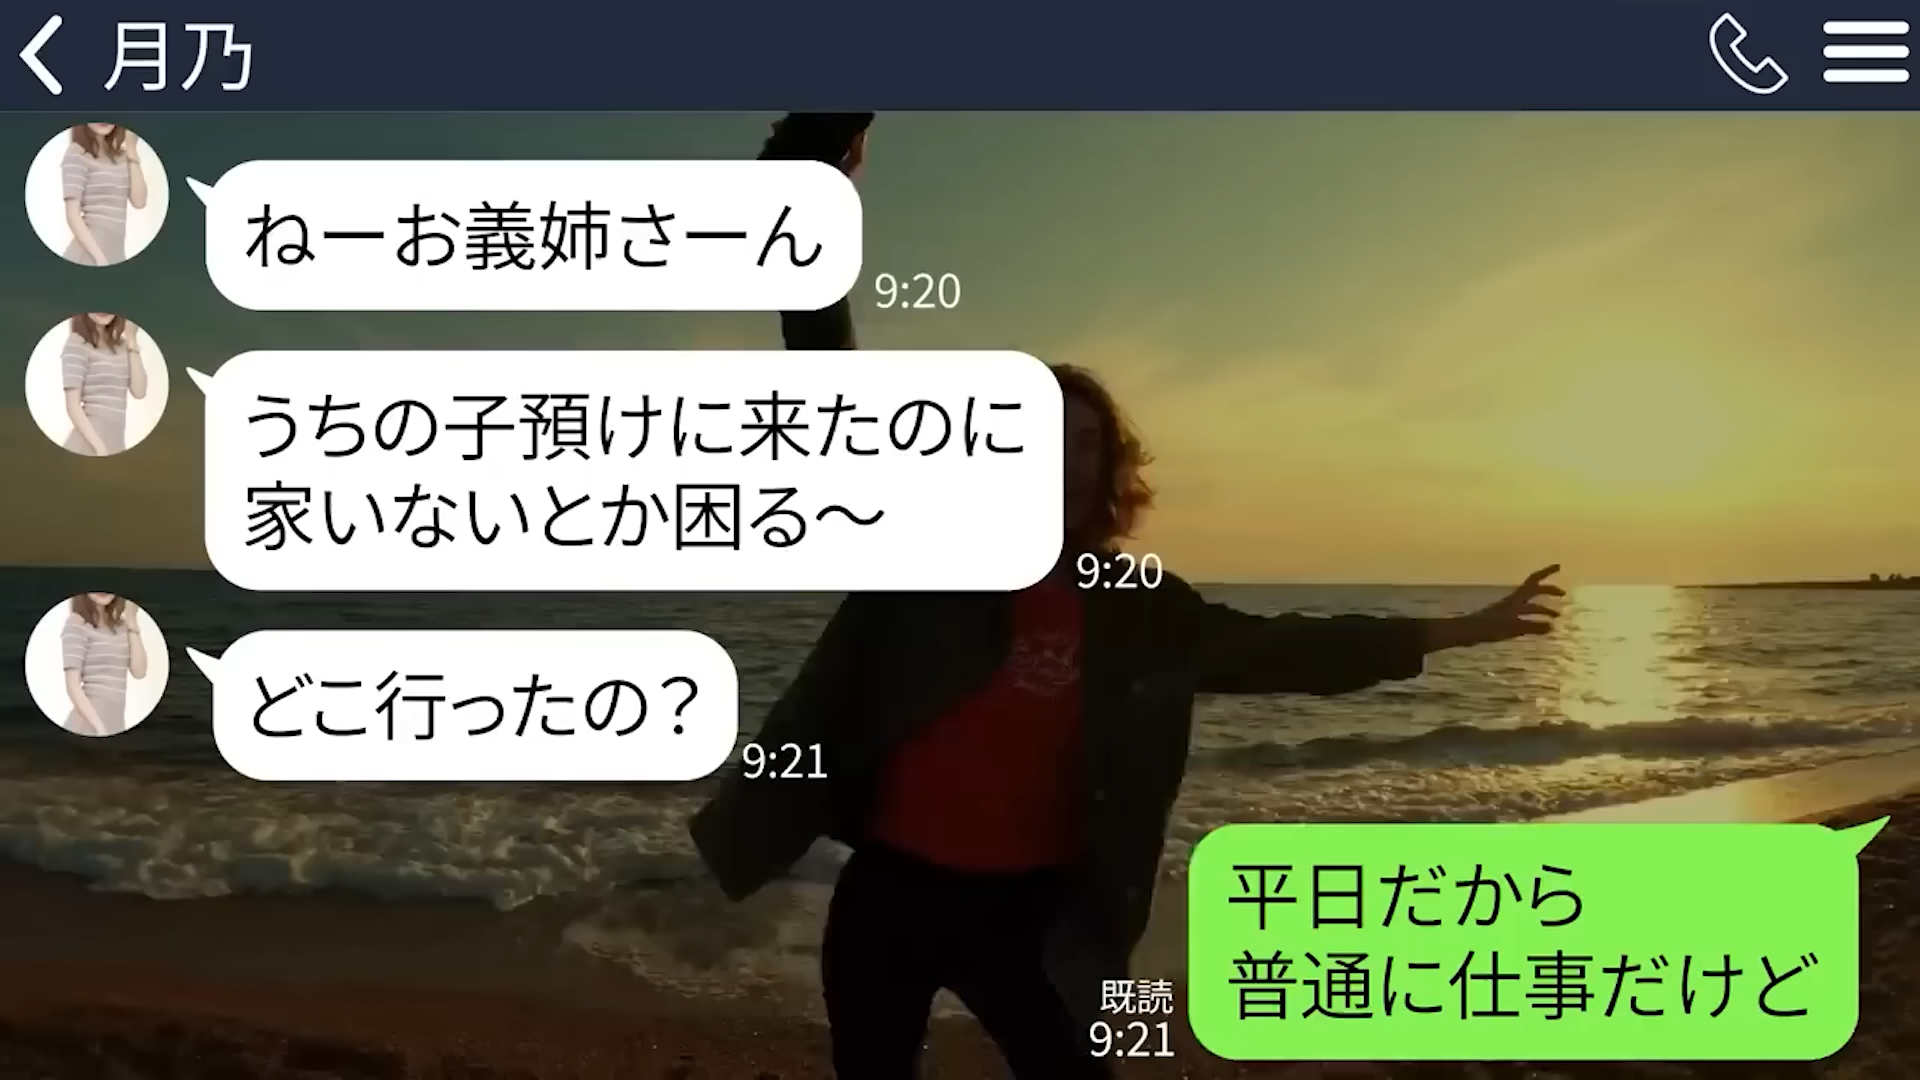 月乃
ねーお義姉さーん
9:20
うちの子預けに来たのに
家いないとか困る〜
9:20
どこ行ったの？
9:21
平日だから
普通に仕事だけど
既読
9:21